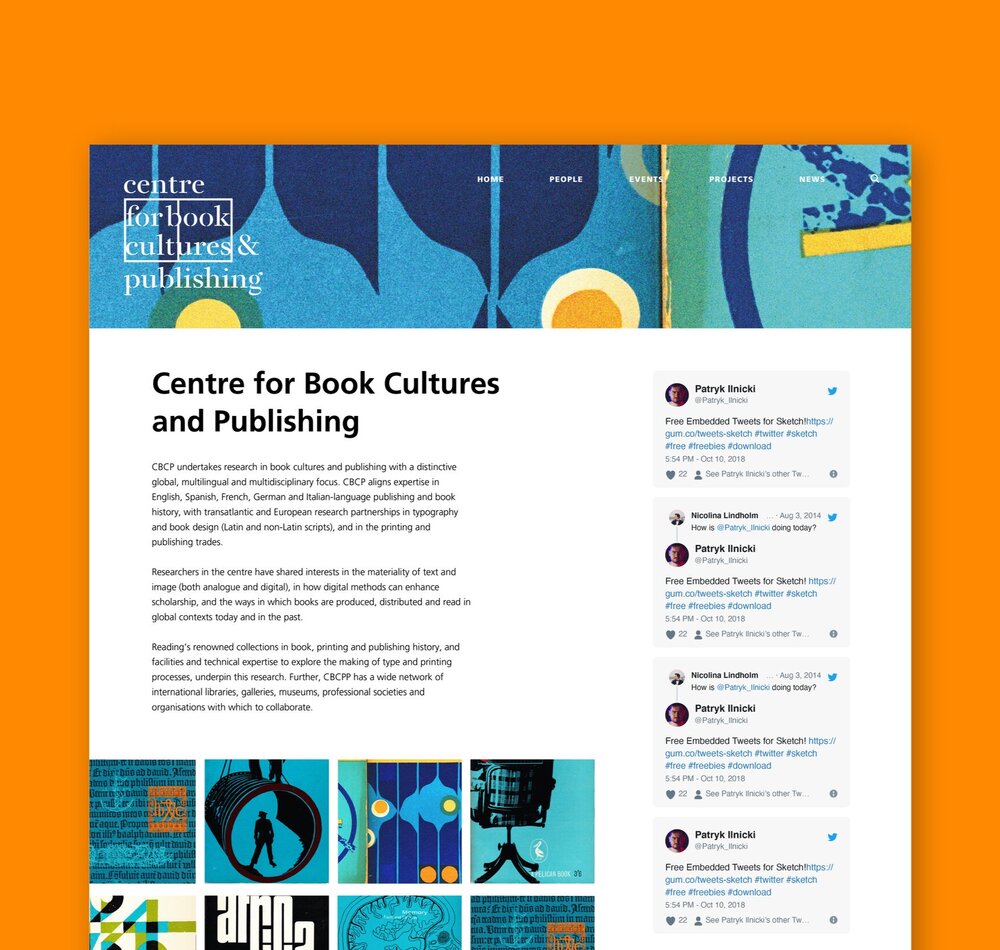 centre
for book
cultures &
publishing
HOME PEOPLE EVENTS PROJECTS NEWS
Centre for Book Cultures
and Publishing
CBCP undertakes research in book cultures and publishing with a distinctive
global, multilingual and multidisciplinary focus. CBCP aligns expertise in
English, Spanish, French, German and Italian-language publishing and book
history, with transatlantic and European research partnerships in typography
and book design (Latin and non-Latin scripts), and in the printing and
publishing trades.
Researchers in the centre have shared interests in the materiality of text and
image (both analogue and digital), in how digital methods can enhance
scholarship, and the ways in which books are produced, distributed and read in
global contexts today and in the past.
Reading's renowned collections in book, printing and publishing history, and
facilities and technical expertise to explore the making of type and printing
processes, underpin this research. Further, CBCPP has a wide network of
international libraries, galleries, museums, professional societies and
organisations with which to collaborate.
A PELICAN BOOK 3'6
Memory
Patryk Ilnicki
@Patryk_Ilnicki
Free Embedded Tweets for Sketch!https://
gum.co/tweets-sketch #twitter #sketch
#free #freebies #download
5:54 PM - Oct 10, 2018
22 See Patryk Ilnicki's other Tw...
Nicolina Lindholm ... · Aug 3, 2014
How is @Patryk_Ilnicki doing today?
Patryk Ilnicki
@Patryk_Ilnicki
Free Embedded Tweets for Sketch! https://
gum.co/tweets-sketch #twitter #sketch
#free #freebies #download
5:54 PM - Oct 10, 2018
22 See Patryk Ilnicki's other Tw...
Nicolina Lindholm ... · Aug 3, 2014
How is @Patryk_Ilnicki doing today?
Patryk Ilnicki
@Patryk_Ilnicki
Free Embedded Tweets for Sketch! https://
gum.co/tweets-sketch #twitter #sketch
#free #freebies #download
5:54 PM - Oct 10, 2018
22 See Patryk Ilnicki's other Tw...
Patryk Ilnicki
@Patryk_Ilnicki
Free Embedded Tweets for Sketch!https://
gum.co/tweets-sketch #twitter #sketch
#free #freebies #download
5:54 PM - Oct 10, 2018
22 See Patryk Ilnicki's other Tw...